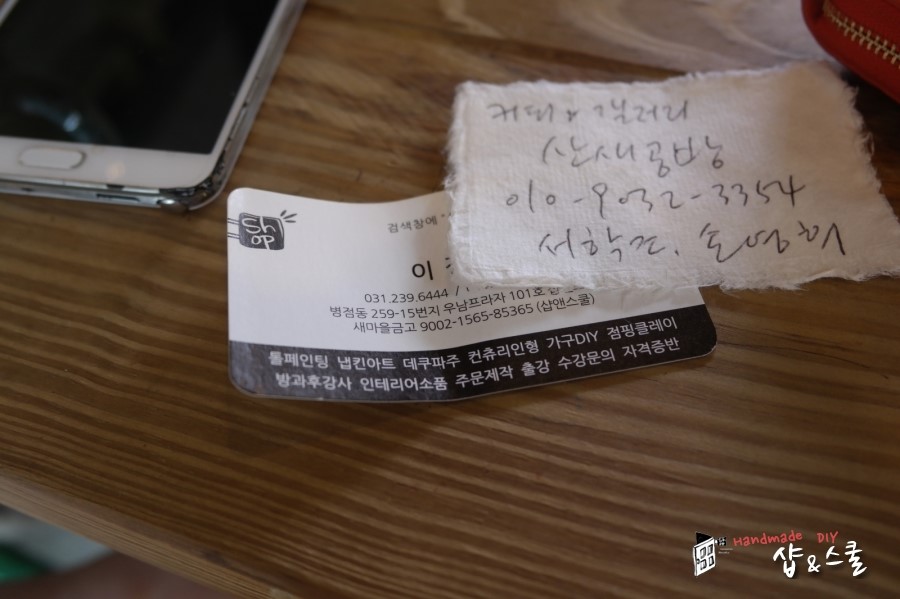 커피 & 갤러리
산새공방
010-9032-3354
서학조, 손영희
Shop
검색창에
이
031.239.6444 /
병점동 259-15번지 우남프라자 101호
새마을금고 9002-1565-85365 (샵앤스쿨)
톨페인팅 냅킨아트 데쿠파주 컨츄리인형 가구DIY 점핑클레이
방과후강사 인테리어소품 주문제작 출강 수강문의 자격증반
Handmade DIY
샵&스쿨